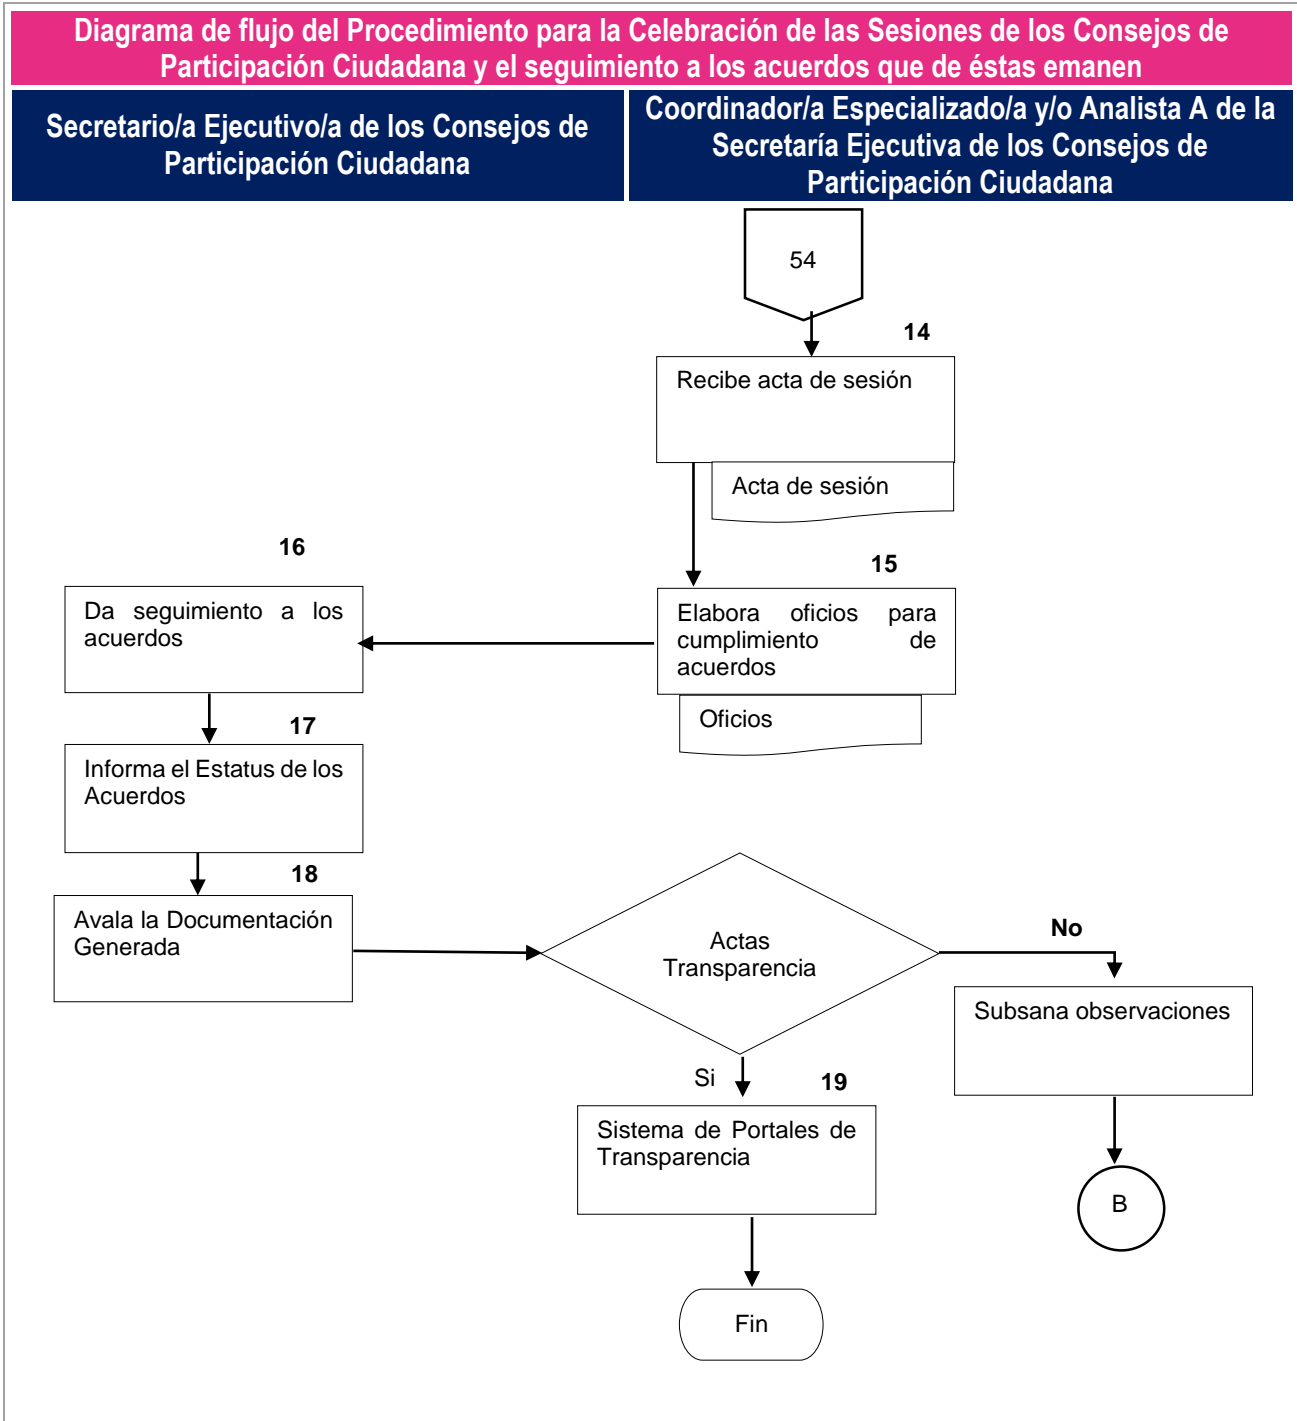 Diagrama de flujo del Procedimiento para la Celebración de las Sesiones de los Consejos de
Participación Ciudadana y el seguimiento a los acuerdos que de éstas emanen
Secretario/a Ejecutivo/a de los Consejos de
Participación Ciudadana
Coordinador/a Especializado/a y/o Analista A de la
Secretaría Ejecutiva de los Consejos de
Participación Ciudadana
54
14
Recibe acta de sesión
Acta de sesión
15
Elabora oficios para
cumplimiento de
acuerdos
Oficios
16
Da seguimiento a los
acuerdos
17
Informa el Estatus de los
Acuerdos
18
Avala la Documentación
Generada
Actas
Transparencia
No
Subsana observaciones
B
Si
19
Sistema de Portales de
Transparencia
Fin